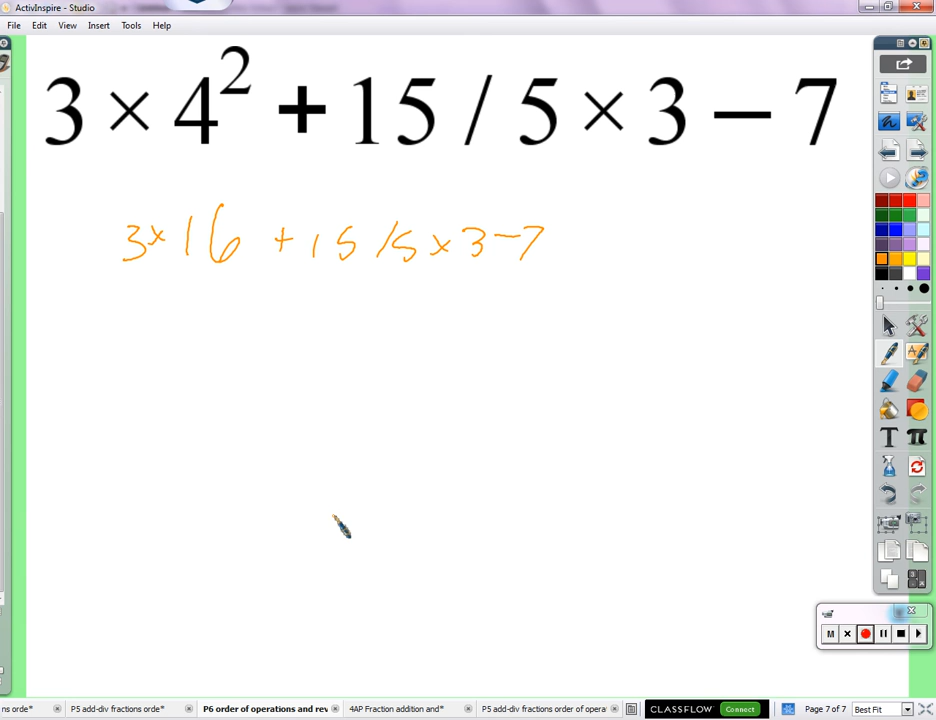 ActivInspire - Studio
File Edit View Insert Tools Help
3 × 4² + 15 / 5 × 3 − 7
3 × 16 + 15 / 5 × 3 − 7
T π
M
ns orde* P5 add-div fractions orde* P6 order of operations and rev 4AP Fraction addition and* P5 add-div fractions order of opera CLASSFLOW Connect Page 7 of 7 Best Fit